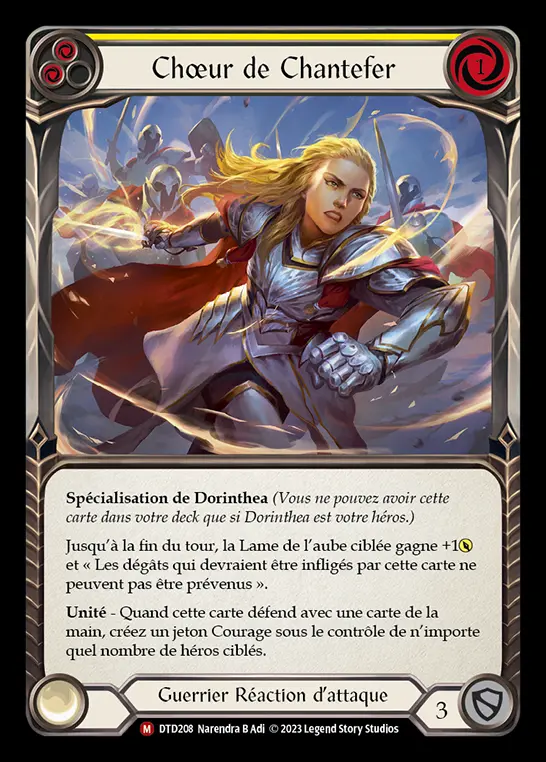 Chœur de Chantefer
1
Spécialisation de Dorinthea (Vous ne pouvez avoir cette
carte dans votre deck que si Dorinthea est votre héros.)
Jusqu'à la fin du tour, la Lame de l'aube ciblée gagne +1
et « Les dégâts qui devraient être infligés par cette carte ne
peuvent pas être prévenus ».
Unité - Quand cette carte défend avec une carte de la
main, créez un jeton Courage sous le contrôle de n'importe
quel nombre de héros ciblés.
Guerrier Réaction d'attaque
3
M DTD208 Narendra B Adi © 2023 Legend Story Studios